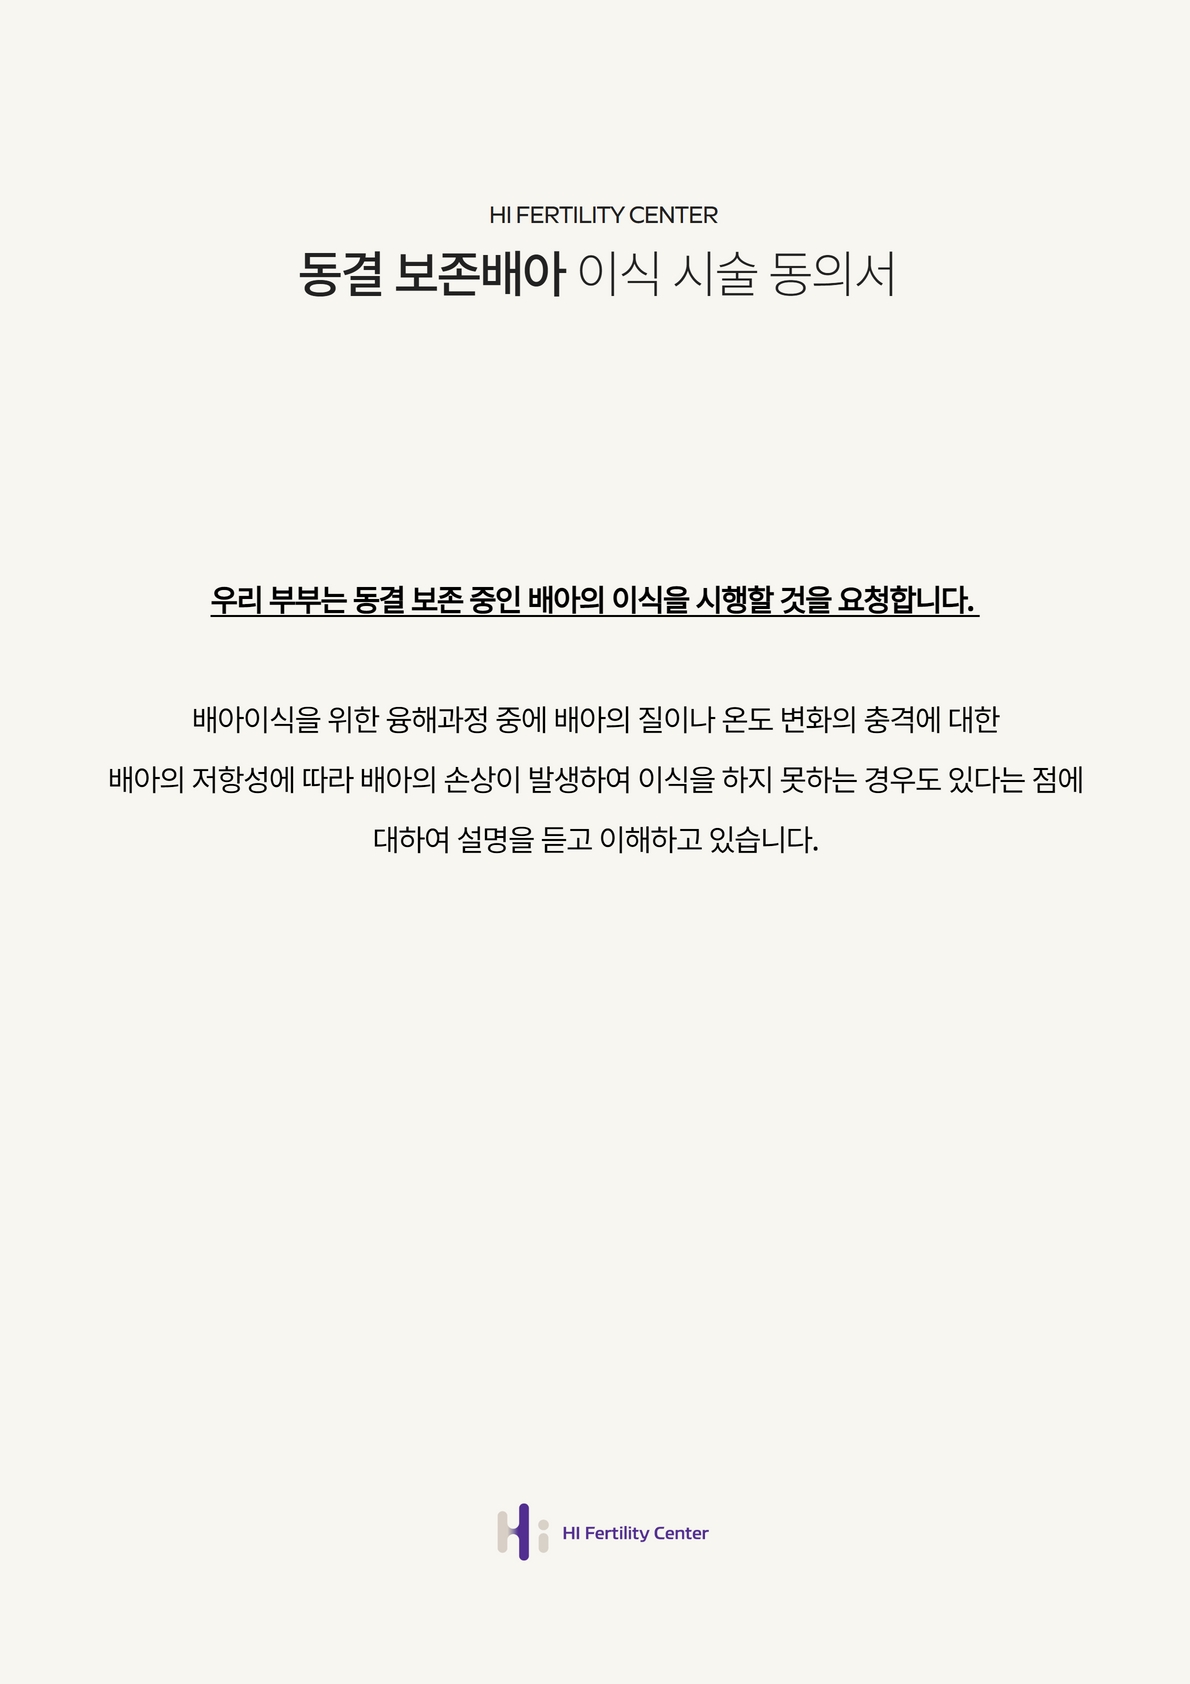 HI FERTILITY CENTER
동결 보존배아 이식 시술 동의서
우리 부부는 동결 보존 중인 배아의 이식을 시행할 것을 요청합니다.
배아이식을 위한 융해과정 중에 배아의 질이나 온도 변화의 충격에 대한
배아의 저항성에 따라 배아의 손상이 발생하여 이식을 하지 못하는 경우도 있다는 점에
대하여 설명을 듣고 이해하고 있습니다.
Hi HI Fertility Center